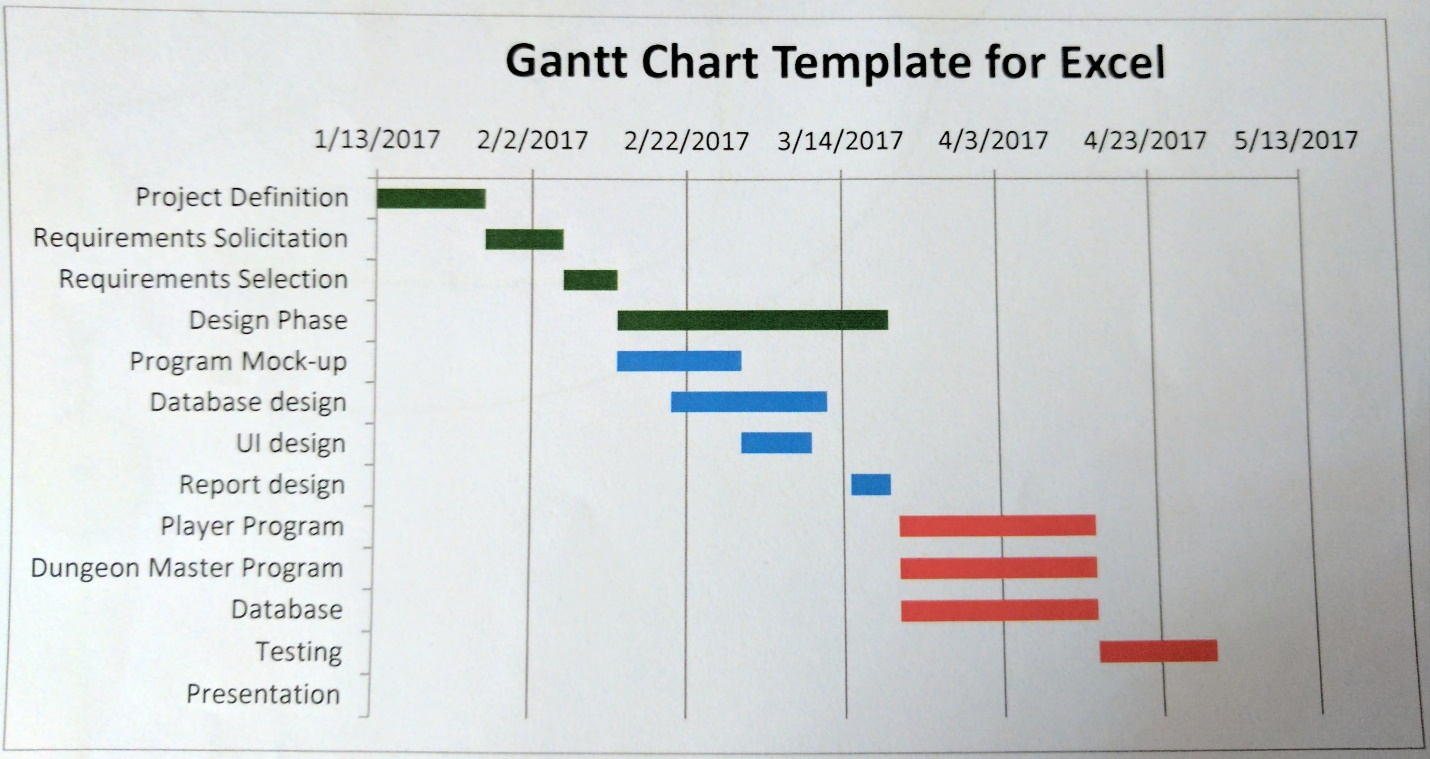 Gantt Chart Template for Excel
1/13/2017 2/2/2017 2/22/2017 3/14/2017 4/3/2017 4/23/2017 5/13/2017
Project Definition
Requirements Solicitation
Requirements Selection
Design Phase
Program Mock-up
Database design
UI design
Report design
Player Program
Dungeon Master Program
Database
Testing
Presentation